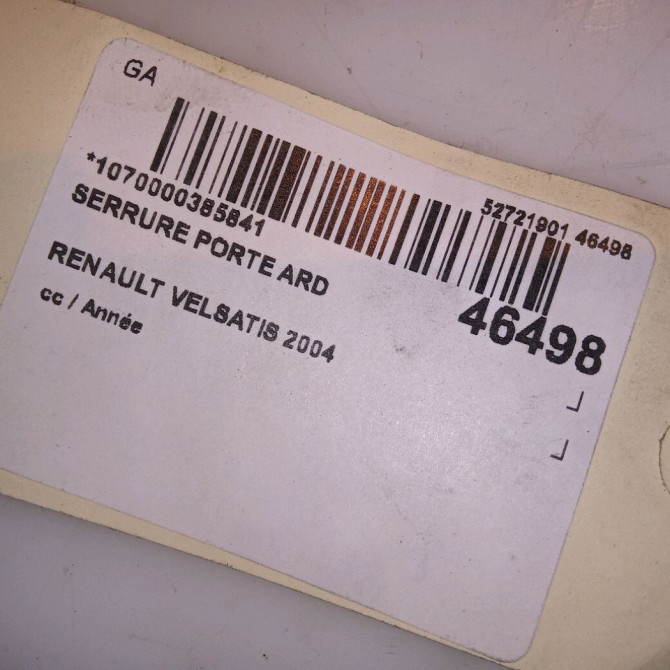 GA
*1070000385841
52721901 46498
SERRURE PORTE ARD
46498
RENAULT VELSATIS 2004
cc / Année